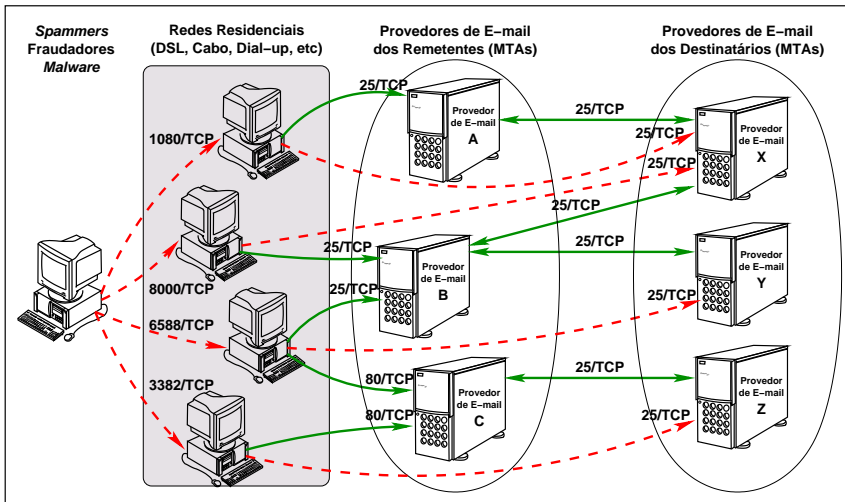 Spammers
Fraudadores
Malware
Redes Residenciais
(DSL, Cabo, Dial-up, etc)
Provedores de E-mail
dos Remetentes (MTAs)
Provedores de E-mail
dos Destinatários (MTAs)
25/TCP
25/TCP
1080/TCP
Provedor
de E-mail
A
25/TCP
25/TCP
Provedor
de E-mail
X
25/TCP
25/TCP
25/TCP
8000/TCP
Provedor
de E-mail
B
Provedor
de E-mail
Y
25/TCP
25/TCP
6588/TCP
3382/TCP
80/TCP
25/TCP
Provedor
de E-mail
C
Provedor
de E-mail
Z
80/TCP
25/TCP